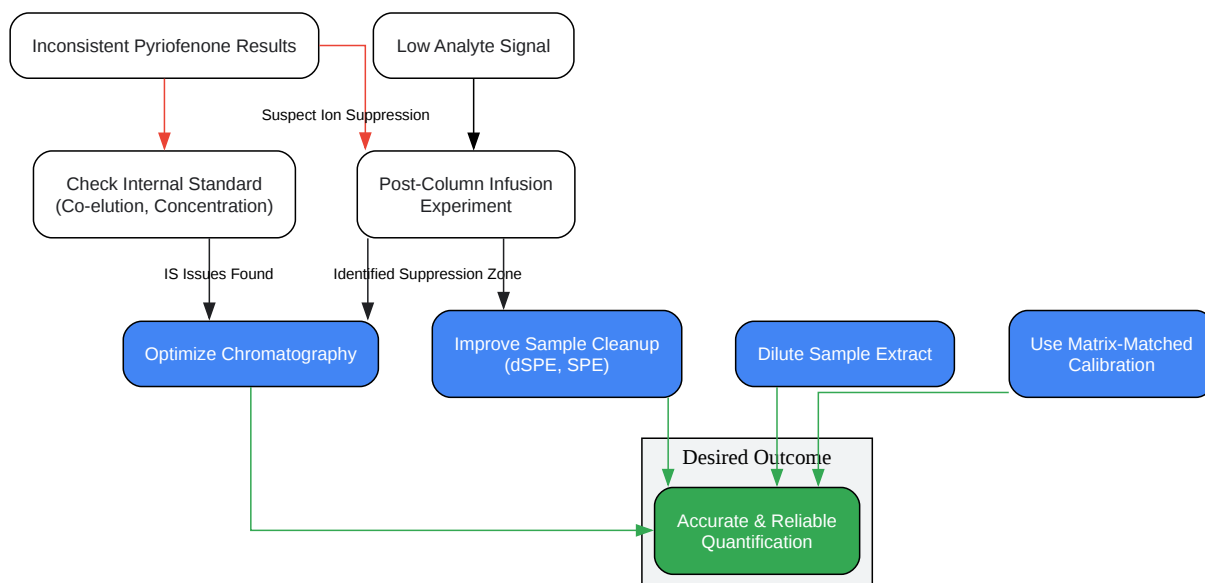 Inconsistent Pyriofenone Results
Low Analyte Signal
Suspect Ion Suppression
Check Internal Standard
(Co-elution, Concentration)
Post-Column Infusion
Experiment
IS Issues Found
Identified Suppression Zone
Optimize Chromatography
Improve Sample Cleanup
(dSPE, SPE)
Dilute Sample Extract
Use Matrix-Matched
Calibration
Desired Outcome
Accurate & Reliable
Quantification